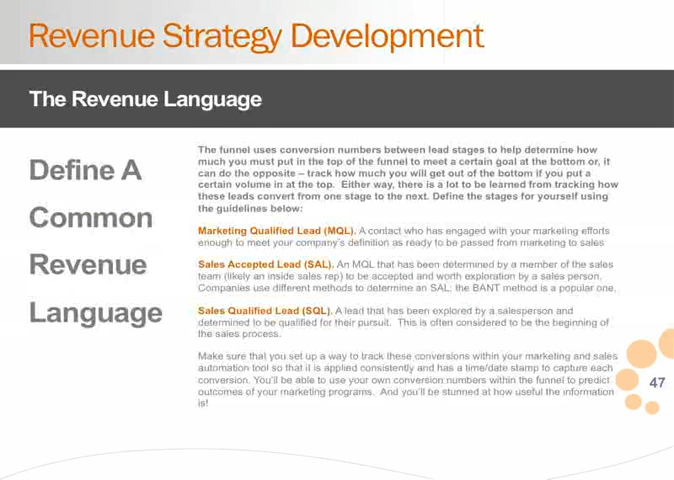 Revenue Strategy Development
The Revenue Language
Define A
Common
Revenue
Language
The funnel uses conversion numbers between lead stages to help determine how
much you must put in the top of the funnel to meet a certain goal at the bottom or, it
can do the opposite – track how much you will get out of the bottom if you put a
certain volume in at the top. Either way, there is a lot to be learned from tracking how
these leads convert from one stage to the next. Define the stages for yourself using
the guidelines below:
Marketing Qualified Lead (MQL). A contact who has engaged with your marketing efforts
enough to meet your company's definition as ready to be passed from marketing to sales
Sales Accepted Lead (SAL). An MQL that has been determined by a member of the sales
team (likely an inside sales rep) to be accepted and worth exploration by a sales person.
Companies use different methods to determine an SAL; the BANT method is a popular one.
Sales Qualified Lead (SQL). A lead that has been explored by a salesperson and
determined to be qualified for their pursuit. This is often considered to be the beginning of
the sales process.
Make sure that you set up a way to track these conversions within your marketing and sales
automation tool so that it is applied consistently and has a time/date stamp to capture each
conversion. You'll be able to use your own conversion numbers within the funnel to predict
outcomes of your marketing programs. And you'll be stunned at how useful the information
is!
47